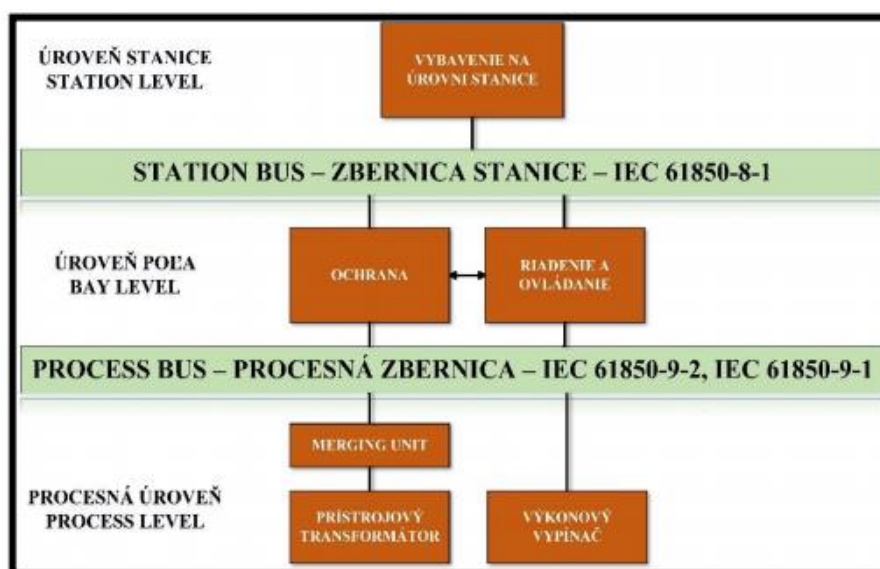 ÚROVEŇ STANICE
STATION LEVEL
VYBAVENIE NA
ÚROVNI STANICE
STATION BUS – ZBERNICA STANICE – IEC 61850-8-1
ÚROVEŇ POĽA
BAY LEVEL
OCHRANA
RIADENIE A
OVLÁDANIE
PROCESS BUS – PROCESNÁ ZBERNICA – IEC 61850-9-2, IEC 61850-9-1
MERGING UNIT
PROCESNÁ ÚROVEŇ
PROCESS LEVEL
PRÍSTROJOVÝ
TRANSFORMÁTOR
VÝKONOVÝ
VYPÍNAČ